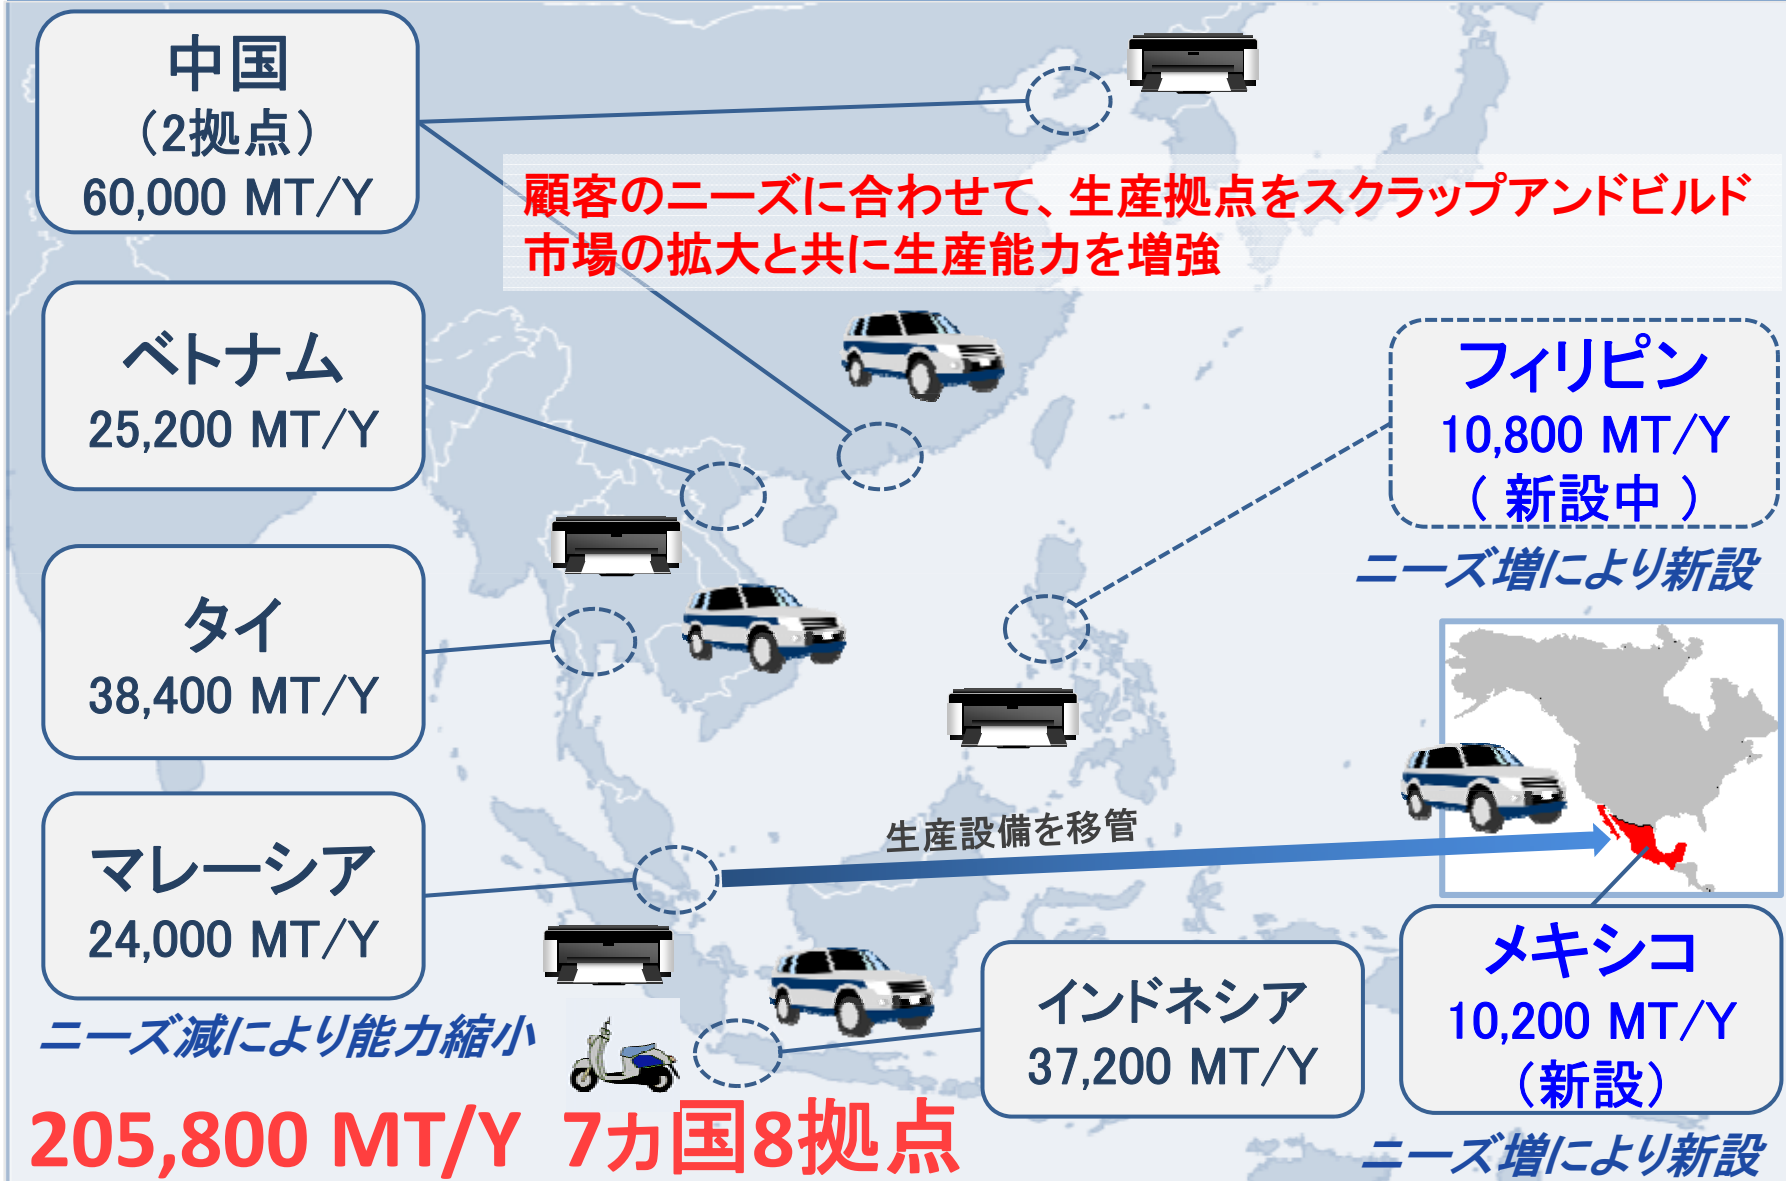 中国
（2拠点）
60,000 MT/Y
顧客のニーズに合わせて、生産拠点をスクラップアンドビルド
市場の拡大と共に生産能力を増強
ベトナム
25,200 MT/Y
フィリピン
10,800 MT/Y
（ 新設中 ）
ニーズ増により新設
タイ
38,400 MT/Y
生産設備を移管
マレーシア
24,000 MT/Y
ニーズ減により能力縮小
インドネシア
37,200 MT/Y
メキシコ
10,200 MT/Y
（新設）
ニーズ増により新設
205,800 MT/Y 7カ国8拠点